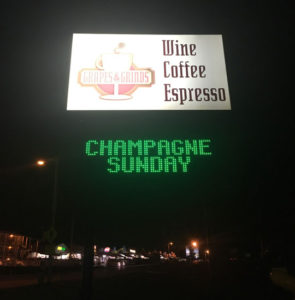 GRAPES & GRINDS
Wine
Coffee
Espresso
CHAMPAGNE
SUNDAY